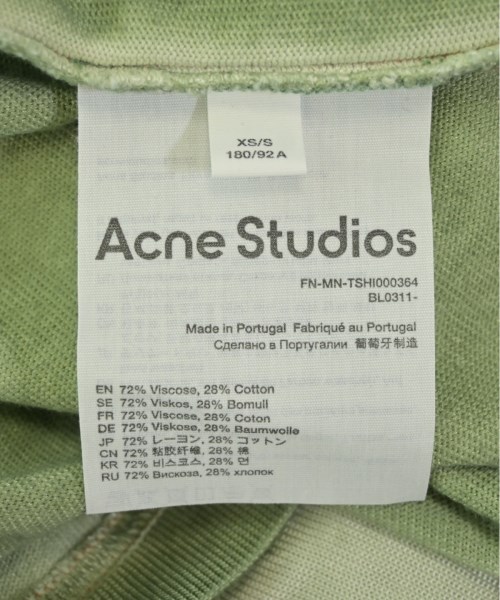 XS/S
180/92 A
Acne Studios
FN-MN-TSHI000364
BL0311-
Made in Portugal Fabriqué au Portugal
Сделано в Португалии 葡萄牙制造
EN 72% Viscose, 28% Cotton
SE 72% Viskos, 28% Bomull
FR 72% Viscose, 28% Coton
DE 72% Viskose, 28% Baumwolle
JP 72% レーヨン, 28% コットン
CN 72% 粘胶纤维, 28% 棉
KR 72% 비스코스, 28% 면
RU 72% Вискоза, 28% хлопок